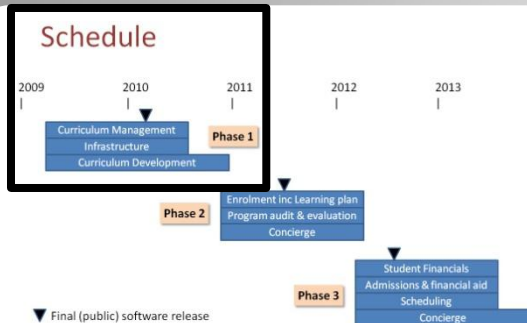 Schedule
2009 2010 2011 2012 2013
Curriculum Management
Infrastructure
Curriculum Development
Phase 1
Enrolment inc Learning plan
Program audit & evaluation
Concierge
Phase 2
Student Financials
Admissions & financial aid
Scheduling
Concierge
Phase 3
Final (public) software release